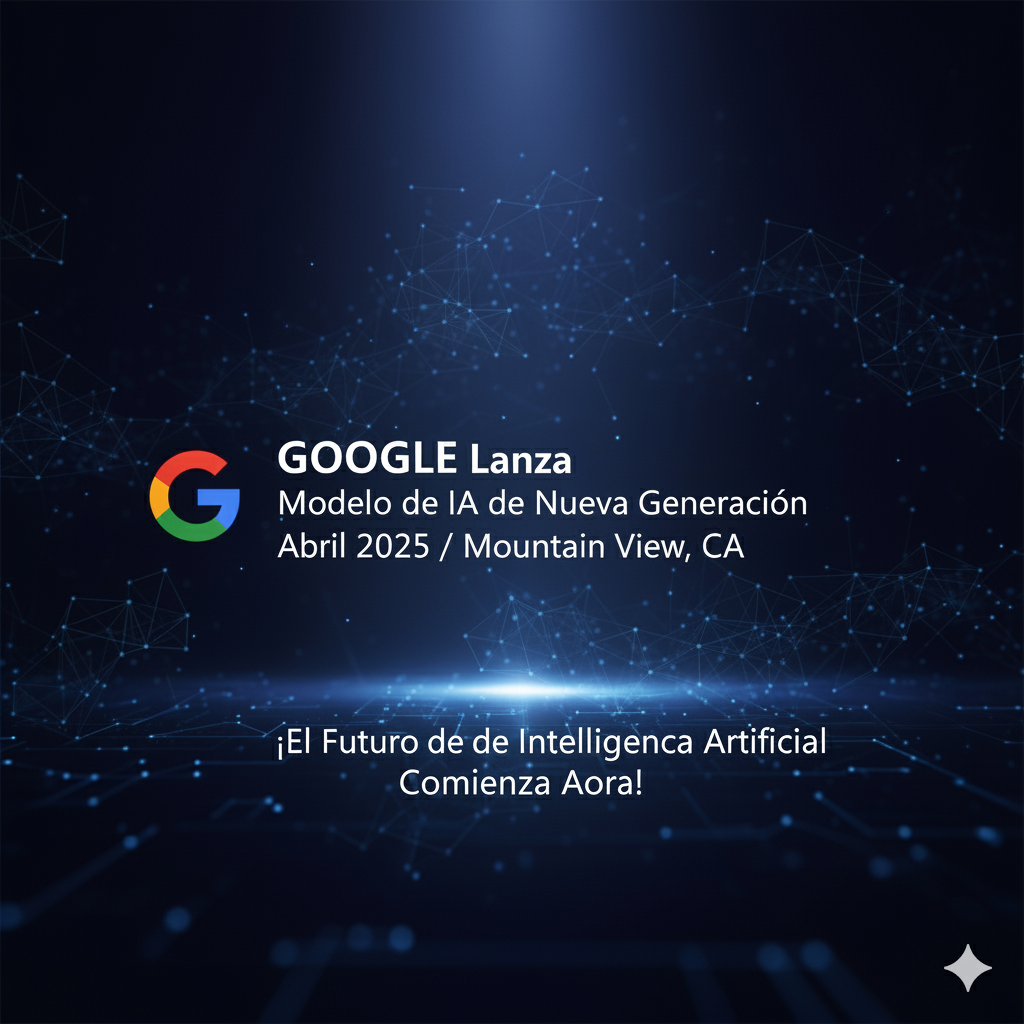 GOOGLE Lanza
Modelo de IA de Nueva Generación
Abril 2025 / Mountain View, CA
¡El Futuro de de Intelligenca Artificial
Comienza Aora!